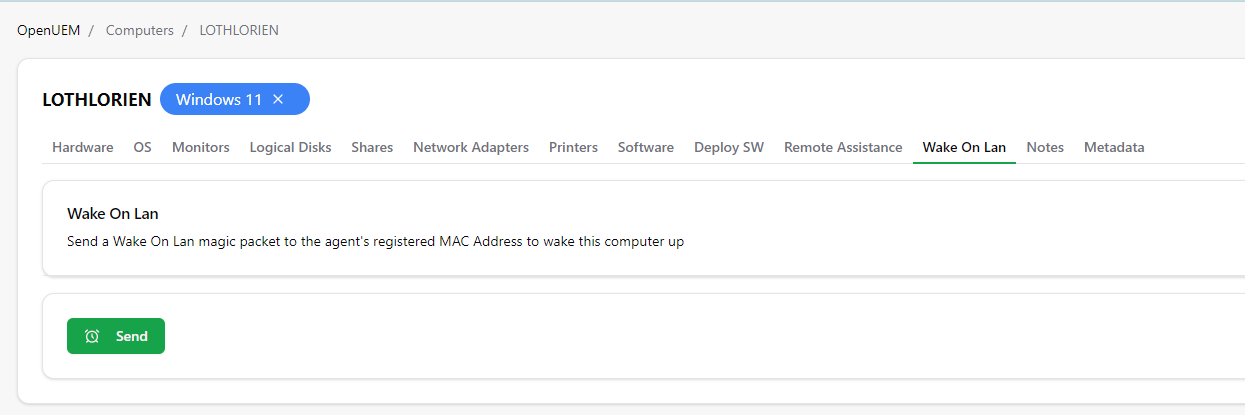 OpenUEM / Computers / LOTHLORIEN
LOTHLORIEN Windows 11 ×
Hardware OS Monitors Logical Disks Shares Network Adapters Printers Software Deploy SW Remote Assistance Wake On Lan Notes Metadata
Wake On Lan
Send a Wake On Lan magic packet to the agent's registered MAC Address to wake this computer up
Send